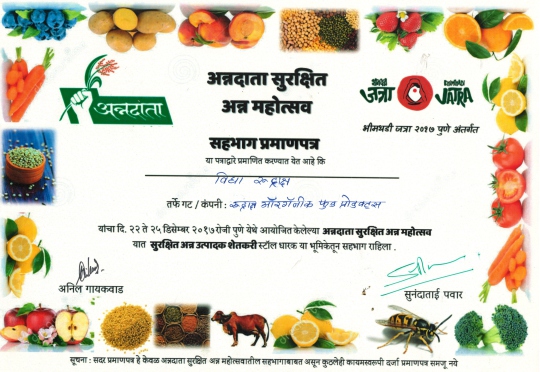 अन्नदाता
अन्नदाता सुरक्षित
अन्न महोत्सव
भीमथडी जत्रा
BHIMTHADI JATRA
भीमथडी जत्रा २०१७ पुणे अंतर्गत
सहभाग प्रमाणपत्र
या पत्राद्वारे प्रमाणित करण्यात येत आहे कि
विद्या रुद्राक्ष
तर्फे गट / कंपनी : रुद्राक्ष ऑरगॅनीक फुड प्रोडक्टस
यांचा दि. २२ ते २५ डिसेम्बर २०१७रोजी पुणे येथे आयोजित केलेल्या अन्नदाता सुरक्षित अन्न महोत्सव
यात सुरक्षित अन्न उत्पादक शेतकरी स्टॉल धारक या भूमिकेतून सहभाग राहिला .
अनिल गायकवाड
सुनंदाताई पवार
सूचना : सदर प्रमाणपत्र हे केवळ अन्नदाता सुरक्षित अन्न महोत्सवातील सहभागाबाबत असून कुठलेही कायमस्वरूपी दर्जा प्रमाणपत्र समजू नये